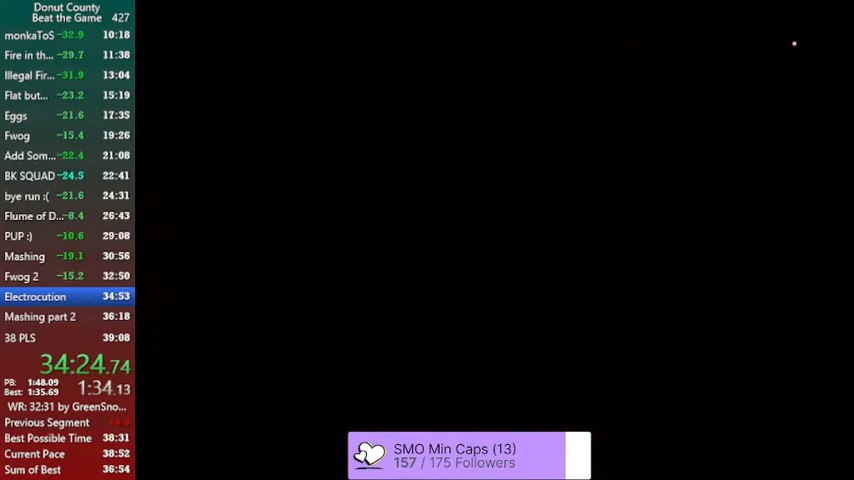 Donut County
Beat the Game 427
monkaToS -32.9 10:18
Fire in th... -29.7 11:38
Illegal Fir... -31.9 13:04
Flat but... -23.2 15:19
Eggs -21.6 17:35
Fwog -15.4 19:26
Add Som... -22.4 21:08
BK SQUAD -24.5 22:41
bye run :( -21.6 24:31
Flume of D... -8.4 26:43
PUP :) -10.6 29:08
Mashing -19.1 30:56
Fwog 2 -15.2 32:50
Electrocution 34:53
Mashing part 2 36:18
38 PLS 39:08
34:24.74
PB: 1:48.09
Best: 1:35.69 1:34.13
WR: 32:31 by GreenSno...
Previous Segment
Best Possible Time 38:31
Current Pace 38:52
Sum of Best 36:54
SMO Min Caps (13)
157 / 175 Followers